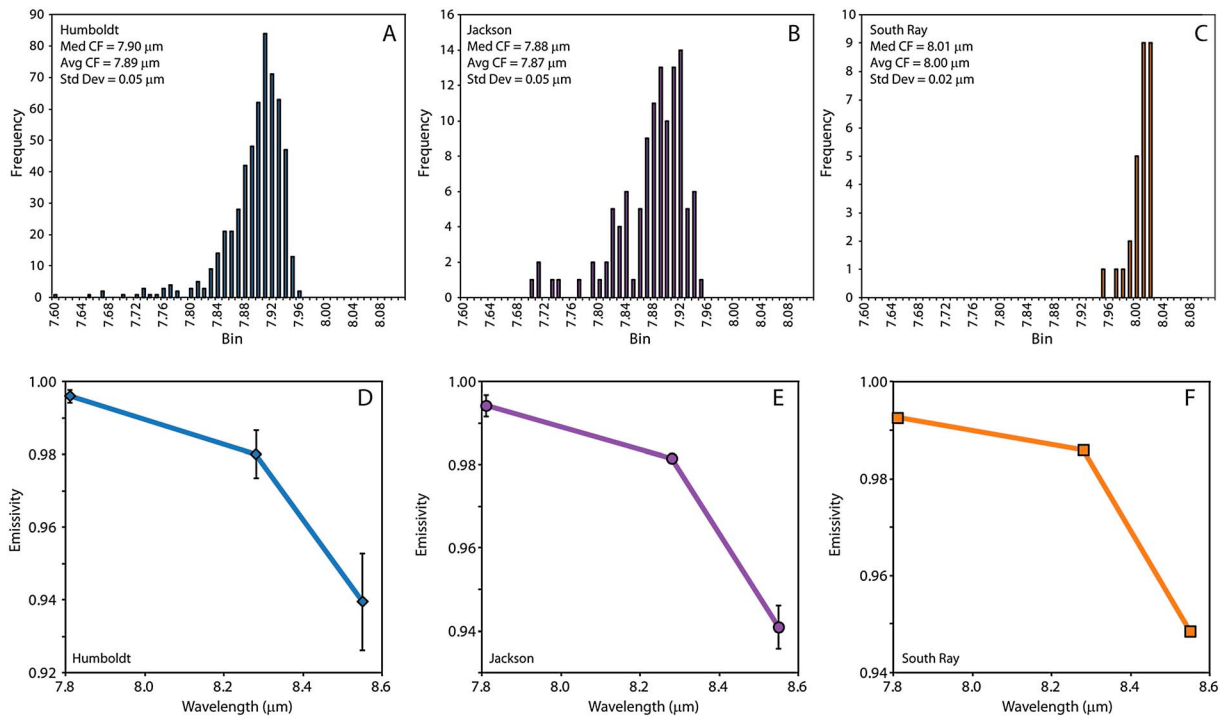 A
Humboldt
Med CF = 7.90 μm
Avg CF = 7.89 μm
Std Dev = 0.05 μm
Frequency
90
80
70
60
50
40
30
20
10
0
7.60 7.64 7.68 7.72 7.76 7.80 7.84 7.88 7.92 7.96 8.00 8.04 8.08
Bin
B
Jackson
Med CF = 7.88 μm
Avg CF = 7.87 μm
Std Dev = 0.05 μm
Frequency
16
14
12
10
8
6
4
2
0
7.60 7.64 7.68 7.72 7.76 7.80 7.84 7.88 7.92 7.96 8.00 8.04 8.08
Bin
C
South Ray
Med CF = 8.01 μm
Avg CF = 8.00 μm
Std Dev = 0.02 μm
Frequency
10
9
8
7
6
5
4
3
2
1
0
7.60 7.64 7.68 7.72 7.76 7.80 7.84 7.88 7.92 7.96 8.00 8.04 8.08
Bin
D
Emissivity
1.00
0.98
0.96
0.94
0.92
Humboldt
7.8 8.0 8.2 8.4 8.6
Wavelength (μm)
E
Emissivity
1.00
0.98
0.96
0.94
Jackson
7.8 8.0 8.2 8.4 8.6
Wavelength (μm)
F
Emissivity
1.00
0.98
0.96
0.94
South Ray
7.8 8.0 8.2 8.4 8.6
Wavelength (μm)